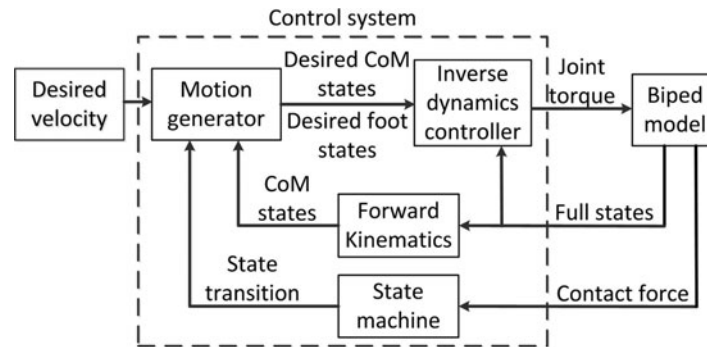 Control system
Desired
velocity
Motion
generator
Desired CoM
states
Desired foot
states
Inverse
dynamics
controller
Joint
torque
Biped
model
CoM
states
Forward
Kinematics
Full states
State
transition
State
machine
Contact force